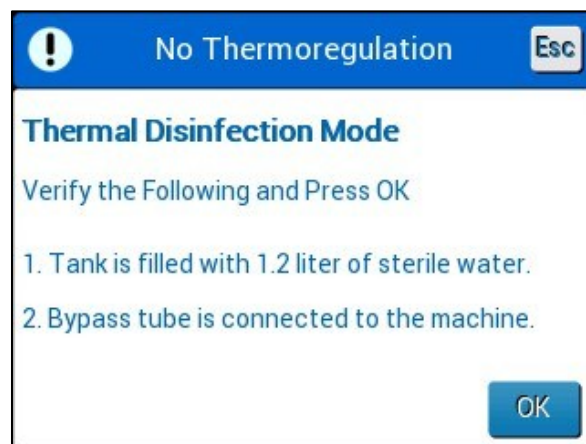 !
No Thermoregulation
Esc
Thermal Disinfection Mode
Verify the Following and Press OK
1. Tank is filled with 1.2 liter of sterile water.
2. Bypass tube is connected to the machine.
OK